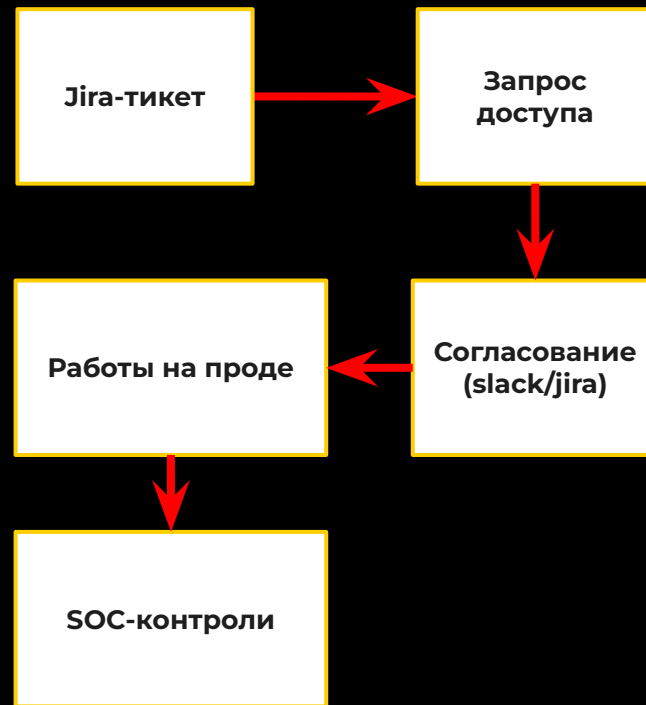 Jira-тикет
Запрос
доступа
Согласование
(slack/jira)
Работы на проде
SOC-контроли